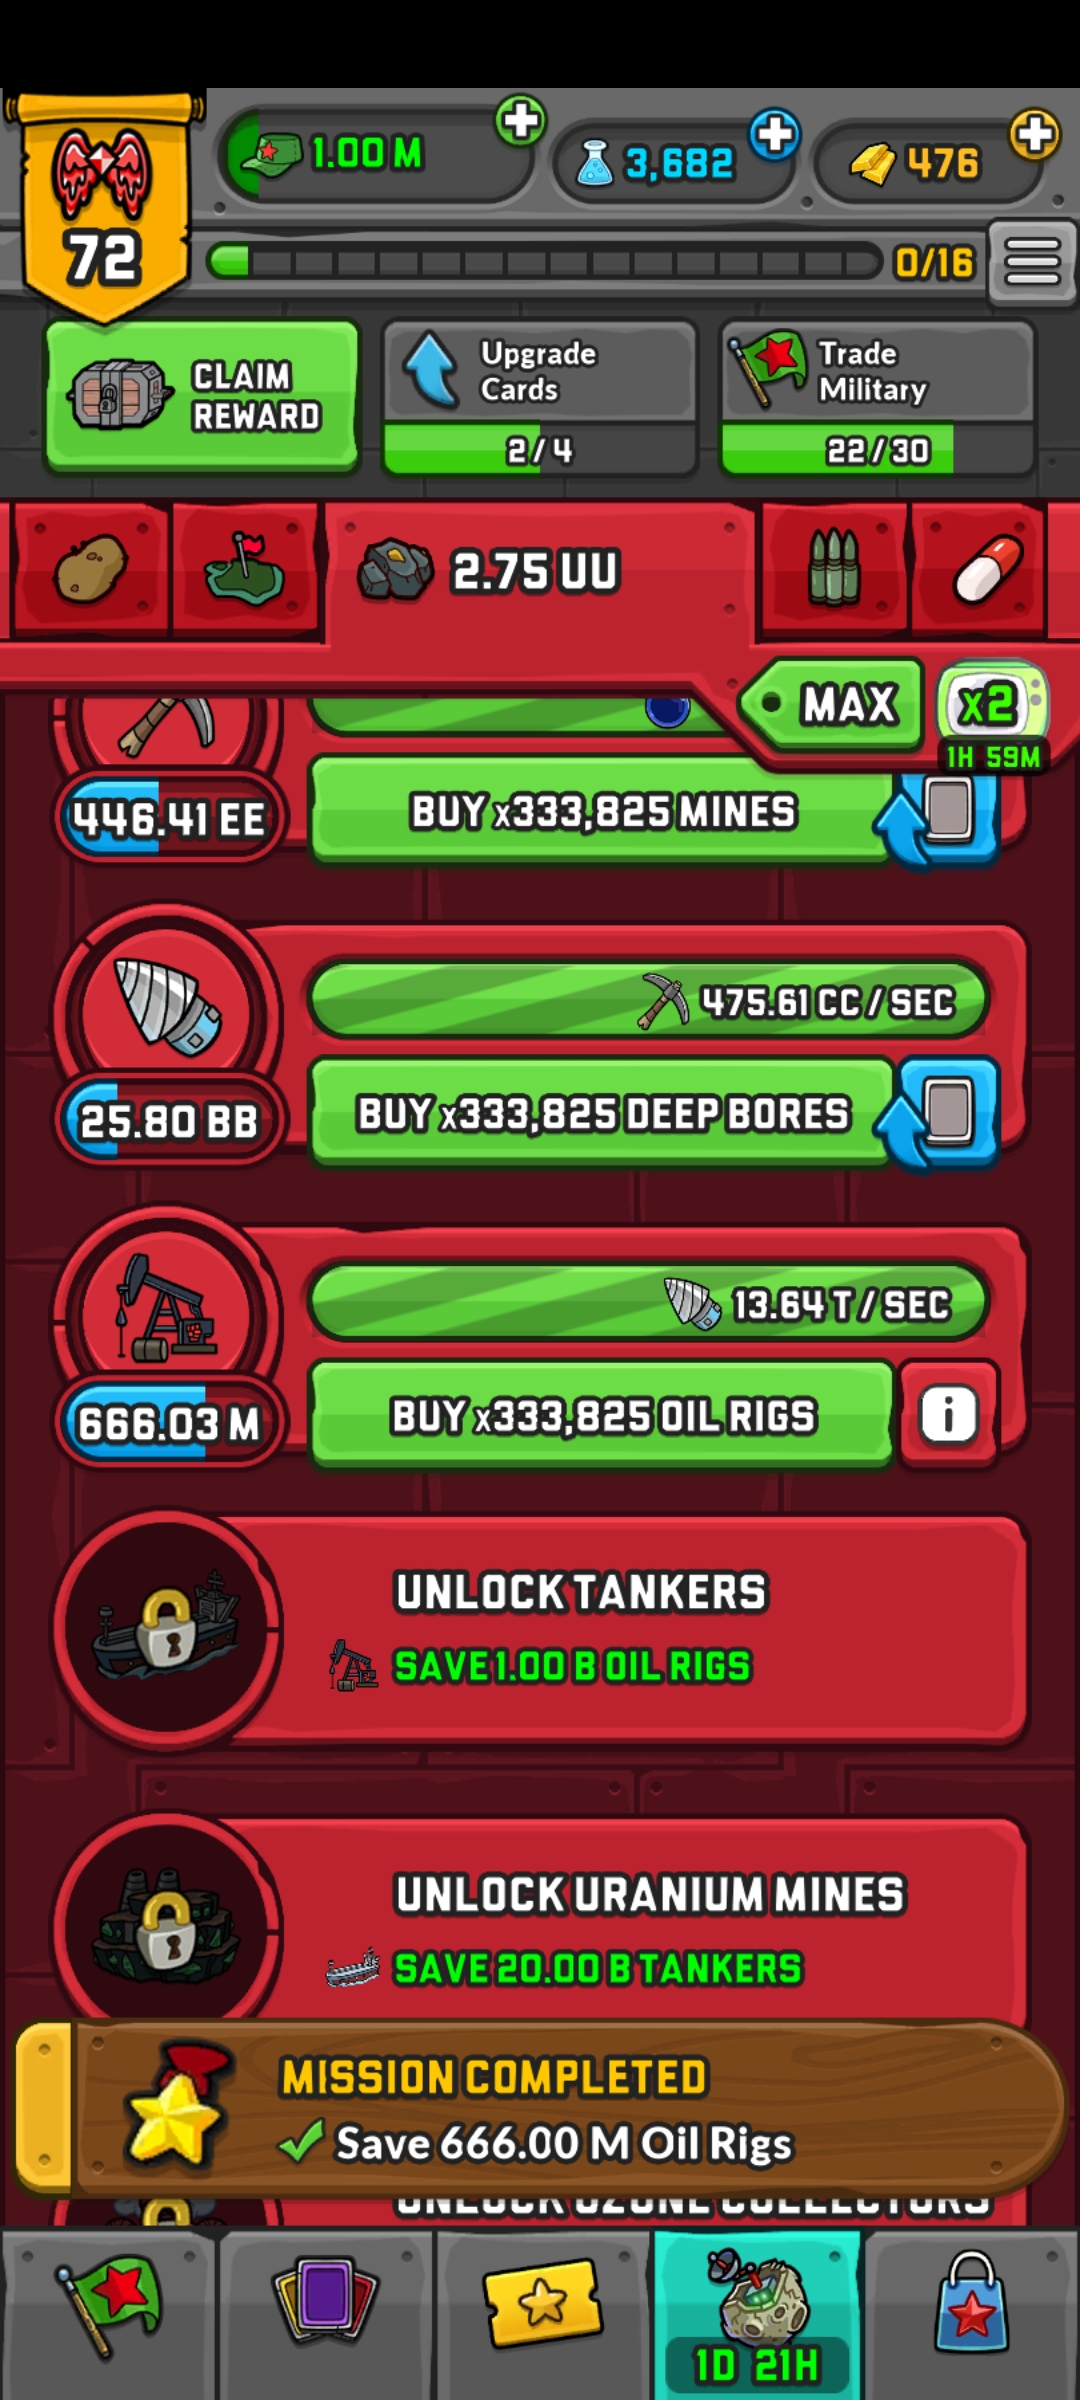 1.00 M
3,682
476
72
0/16
CLAIM
REWARD
Upgrade
Cards
2/4
Trade
Military
22/30
2.75 UU
MAX
x2
1H 59M
446.41 EE
BUY x333,825 MINES
475.61 CC / SEC
25.80 BB
BUY x333,825 DEEP BORES
13.64 T / SEC
666.03 M
BUY x333,825 OIL RIGS
i
UNLOCK TANKERS
SAVE 1.00 B OIL RIGS
UNLOCK URANIUM MINES
SAVE 20.00 B TANKERS
MISSION COMPLETED
Save 666.00 M Oil Rigs
UNLOCK OZONE COLLECTORS
1D 21H